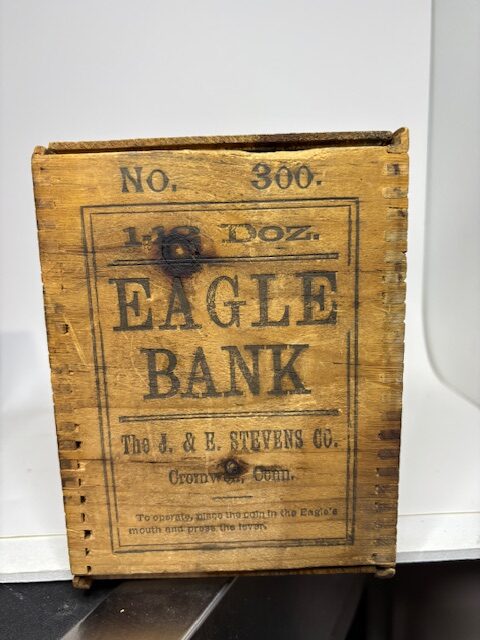 NO. 300.
1-12 DOZ.
EAGLE
BANK
The J. & E. STEVENS CO.
Cromwell, Conn.
To operate, place the coin in the Eagle's
mouth and press the lever.